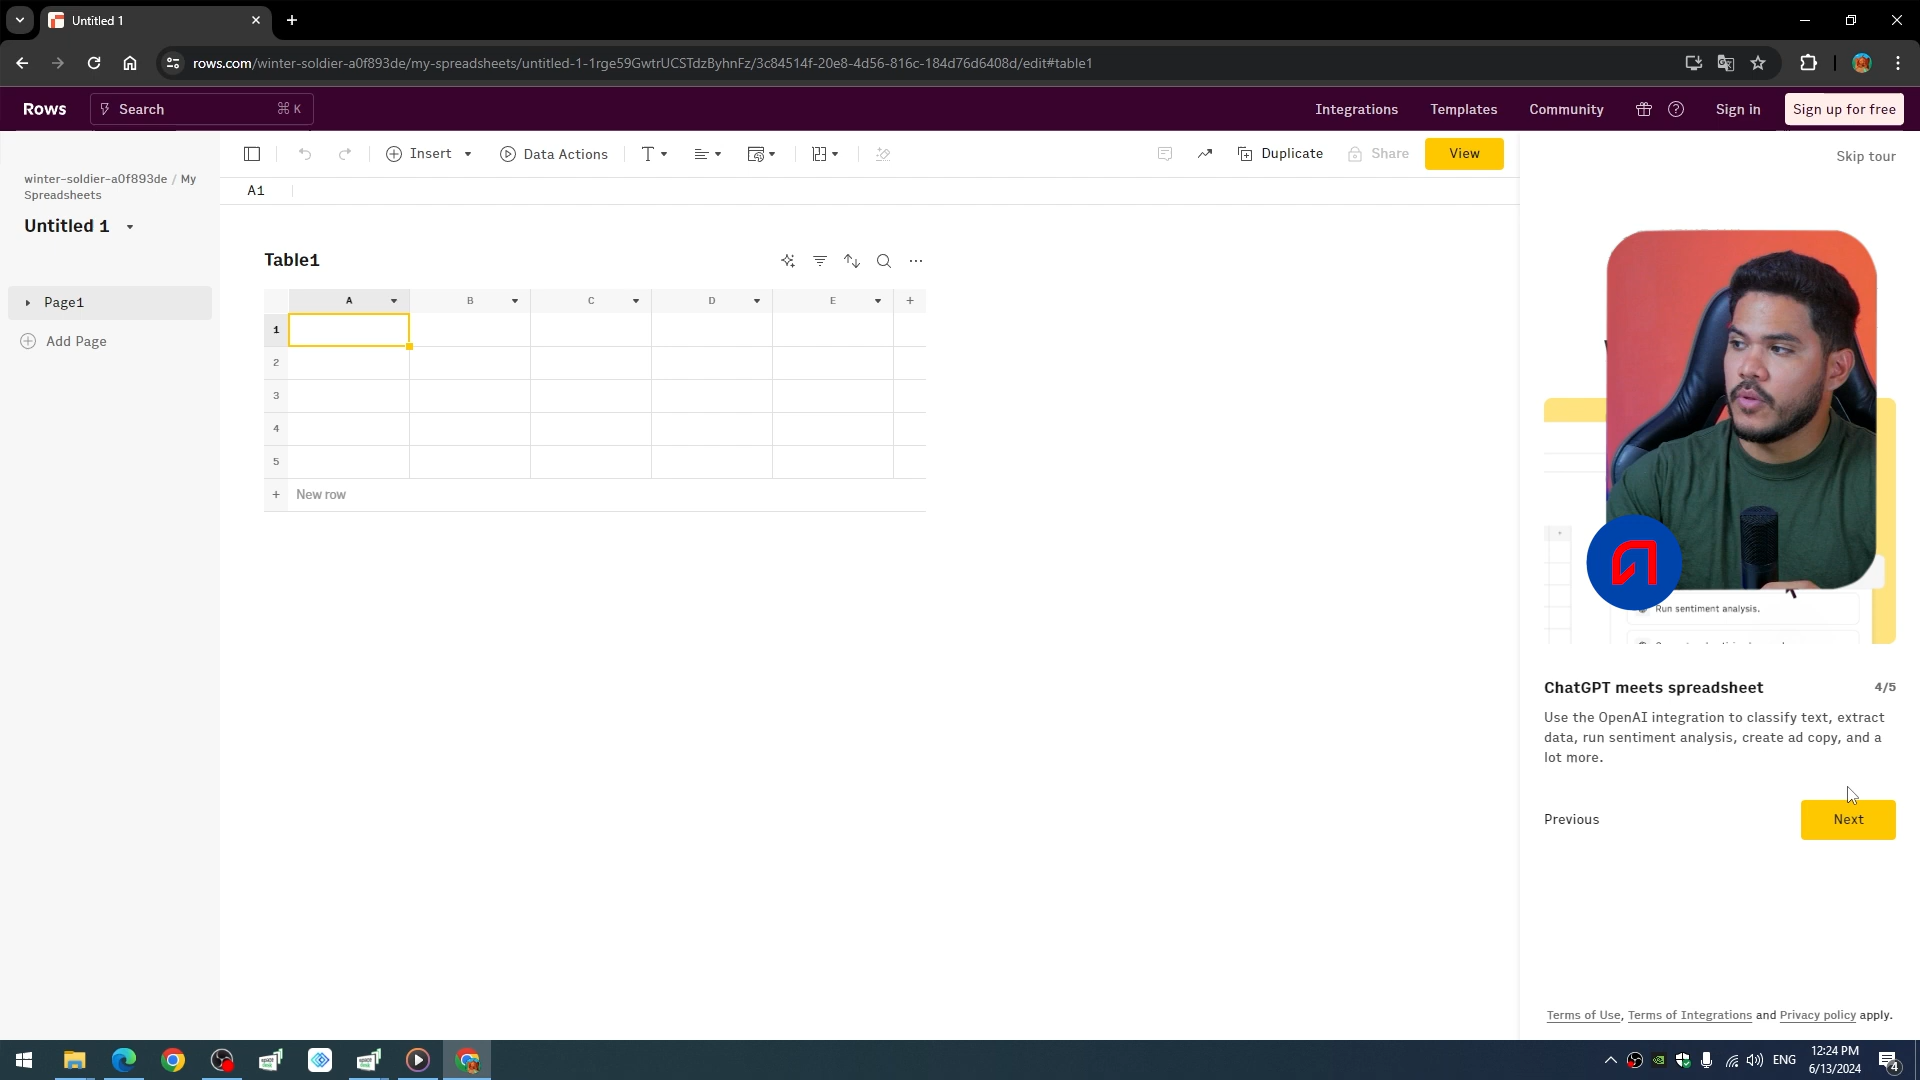 Untitled 1
rows.com/winter-soldier-a0f893de/my-spreadsheets/untitled-1-1rge59GwtrUCSTdzByhnFz/3c84514f-20e8-4d56-816c-184d76d6408d/edit#table1
Rows Search ⌘ K Integrations Templates Community Sign in Sign up for free
Insert Data Actions Duplicate Share View Skip tour
winter-soldier-a0f893de / My
Spreadsheets
A1
Untitled 1
Table1
Page1
Add Page
A B C D E +
1
2
3
4
5
+ New row
Run sentiment analysis.
ChatGPT meets spreadsheet 4/5
Use the OpenAI integration to classify text, extract
data, run sentiment analysis, create ad copy, and a
lot more.
Previous Next
Terms of Use, Terms of Integrations and Privacy policy apply.
ENG
12:24 PM
6/13/2024
4